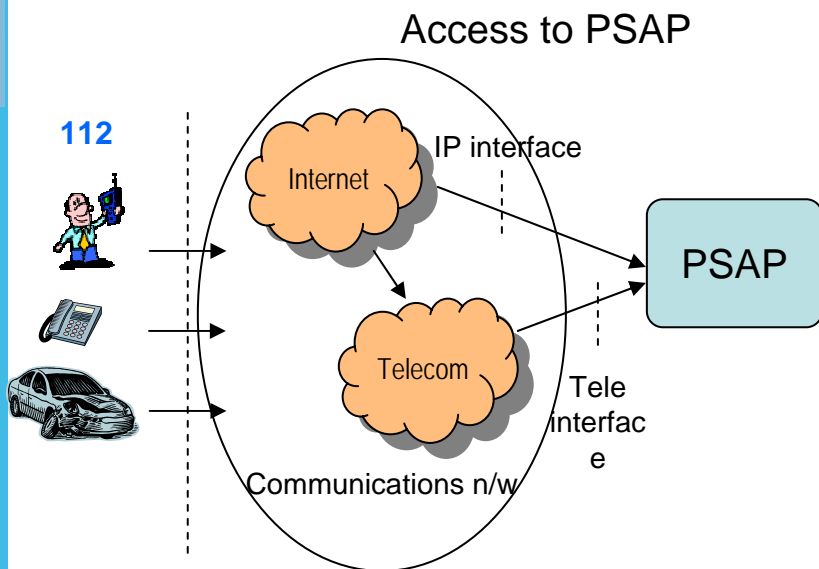 Access to PSAP
112
IP interface
Internet
PSAP
Telecom
Tele
interfac
e
Communications n/w